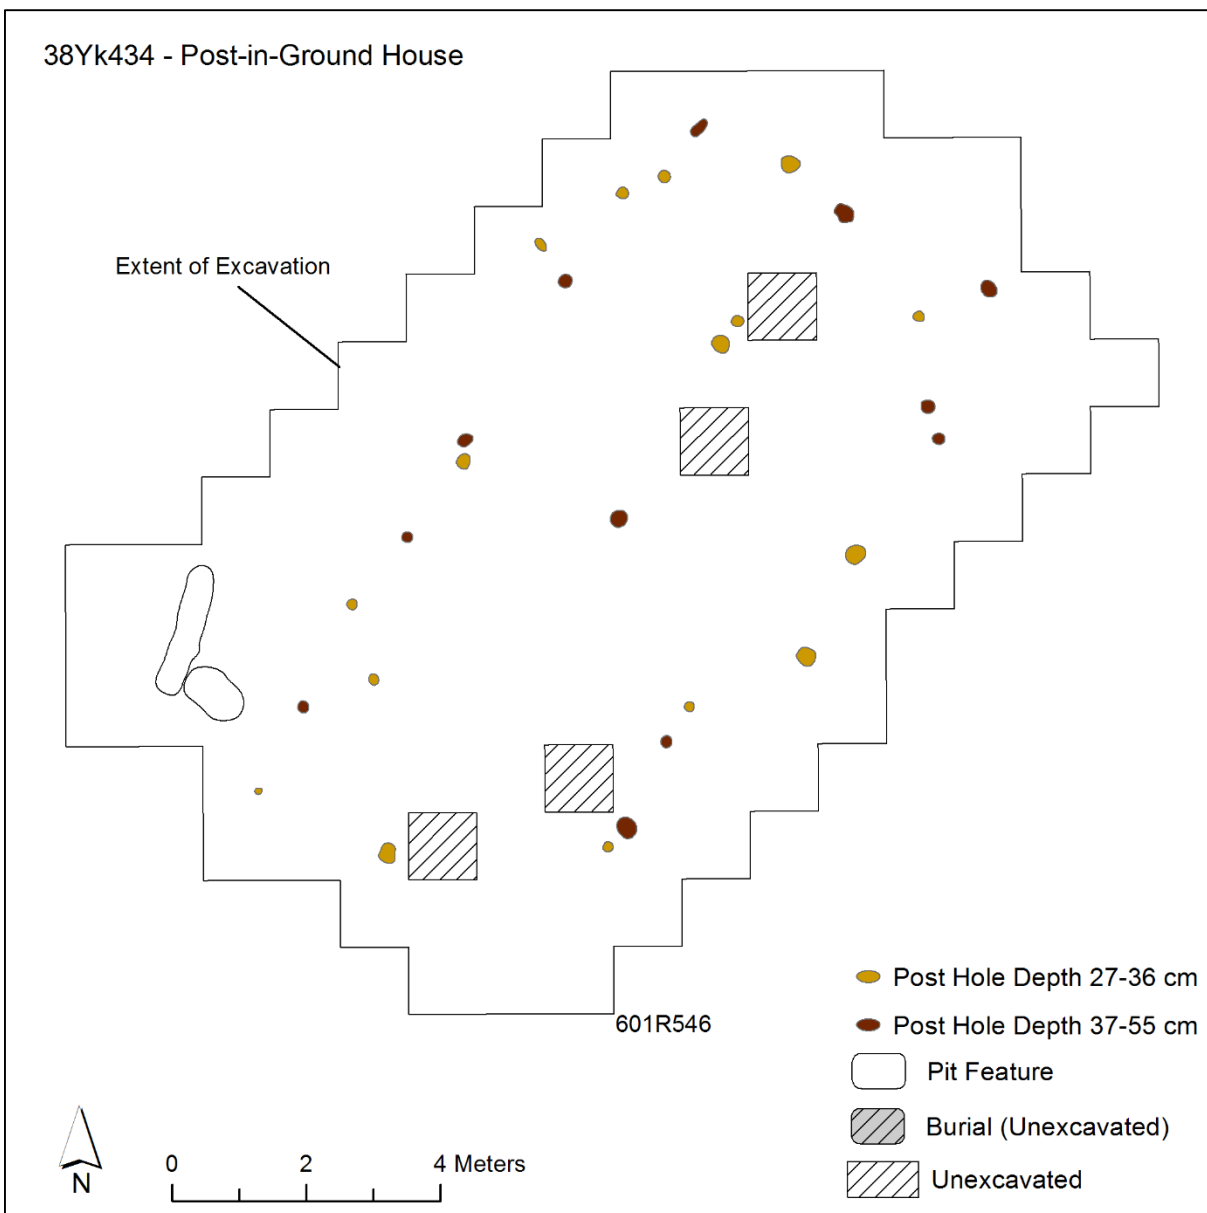 38Yk434 - Post-in-Ground House
Extent of Excavation
601R546
Post Hole Depth 27-36 cm
Post Hole Depth 37-55 cm
Pit Feature
Burial (Unexcavated)
Unexcavated
N
0 2 4 Meters